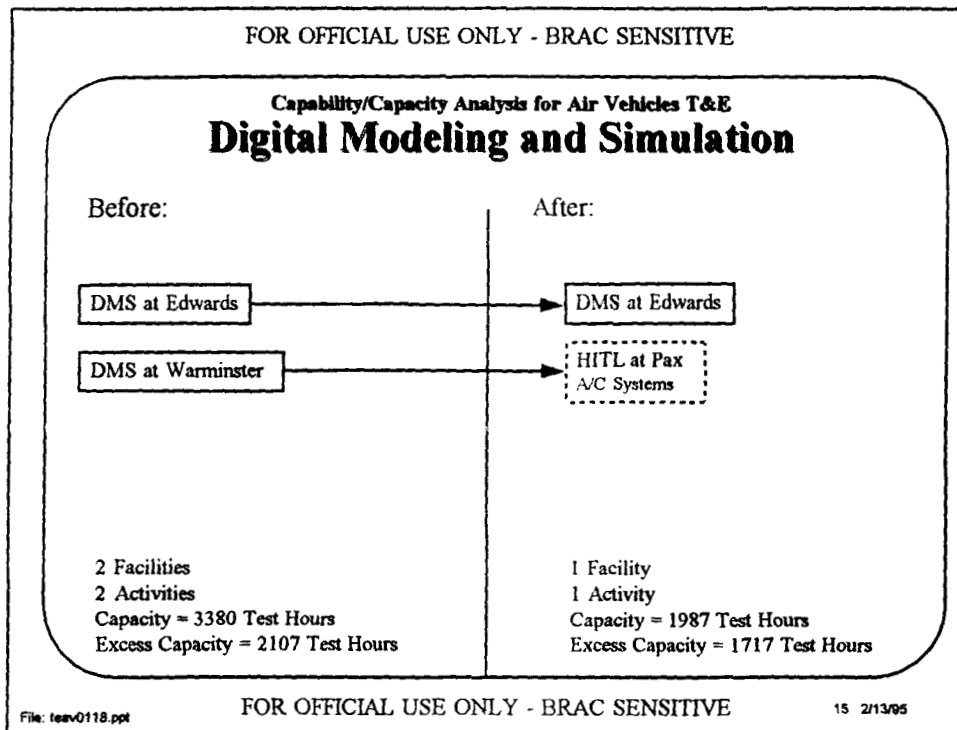 FOR OFFICIAL USE ONLY - BRAC SENSITIVE
Capability/Capacity Analysis for Air Vehicles T&E
Digital Modeling and Simulation
Before:
After:
DMS at Edwards
DMS at Edwards
DMS at Warminster
HITL at Pax
A/C Systems
2 Facilities
2 Activities
Capacity = 3380 Test Hours
Excess Capacity = 2107 Test Hours
1 Facility
1 Activity
Capacity = 1987 Test Hours
Excess Capacity = 1717 Test Hours
File: teav0118.ppt
FOR OFFICIAL USE ONLY - BRAC SENSITIVE
15 2/13/95